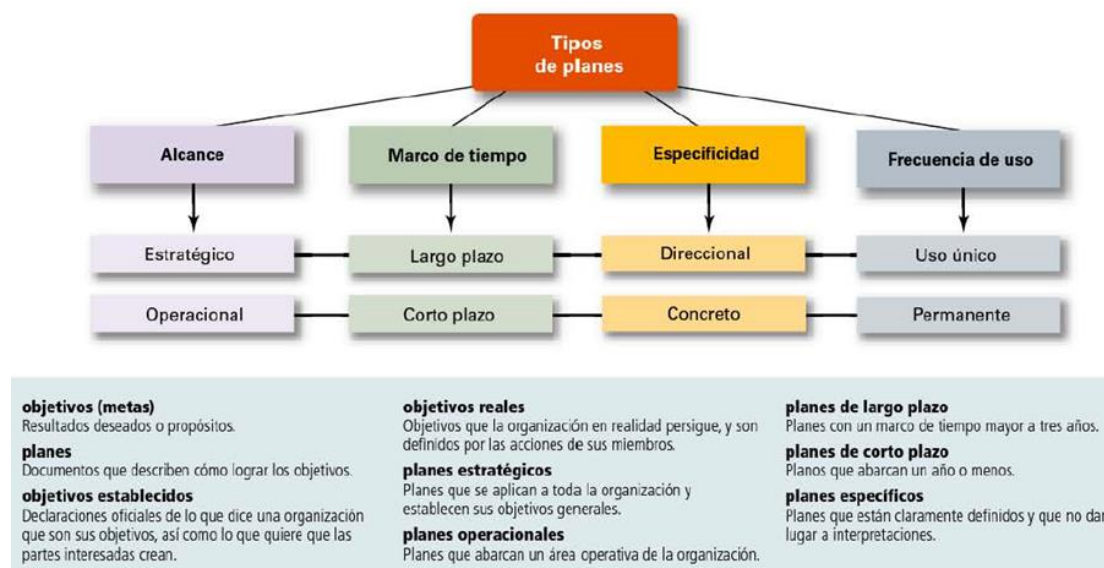 Tipos
de planes
Alcance
Marco de tiempo
Especificidad
Frecuencia de uso
Estratégico
Largo plazo
Direccional
Uso único
Operacional
Corto plazo
Concreto
Permanente
objetivos (metas)
Resultados deseados o propósitos.
planes
Documentos que describen cómo lograr los objetivos.
objetivos establecidos
Declaraciones oficiales de lo que dice una organización
que son sus objetivos, así como lo que quiere que las
partes interesadas crean.
objetivos reales
Objetivos que la organización en realidad persigue, y son
definidos por las acciones de sus miembros.
planes estratégicos
Planes que se aplican a toda la organización y
establecen sus objetivos generales.
planes operacionales
Planes que abarcan un área operativa de la organización.
planes de largo plazo
Planes con un marco de tiempo mayor a tres años.
planes de corto plazo
Planos que abarcan un año o menos.
planes específicos
Planes que están claramente definidos y que no dan
lugar a interpretaciones.